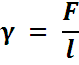 γ = F/l